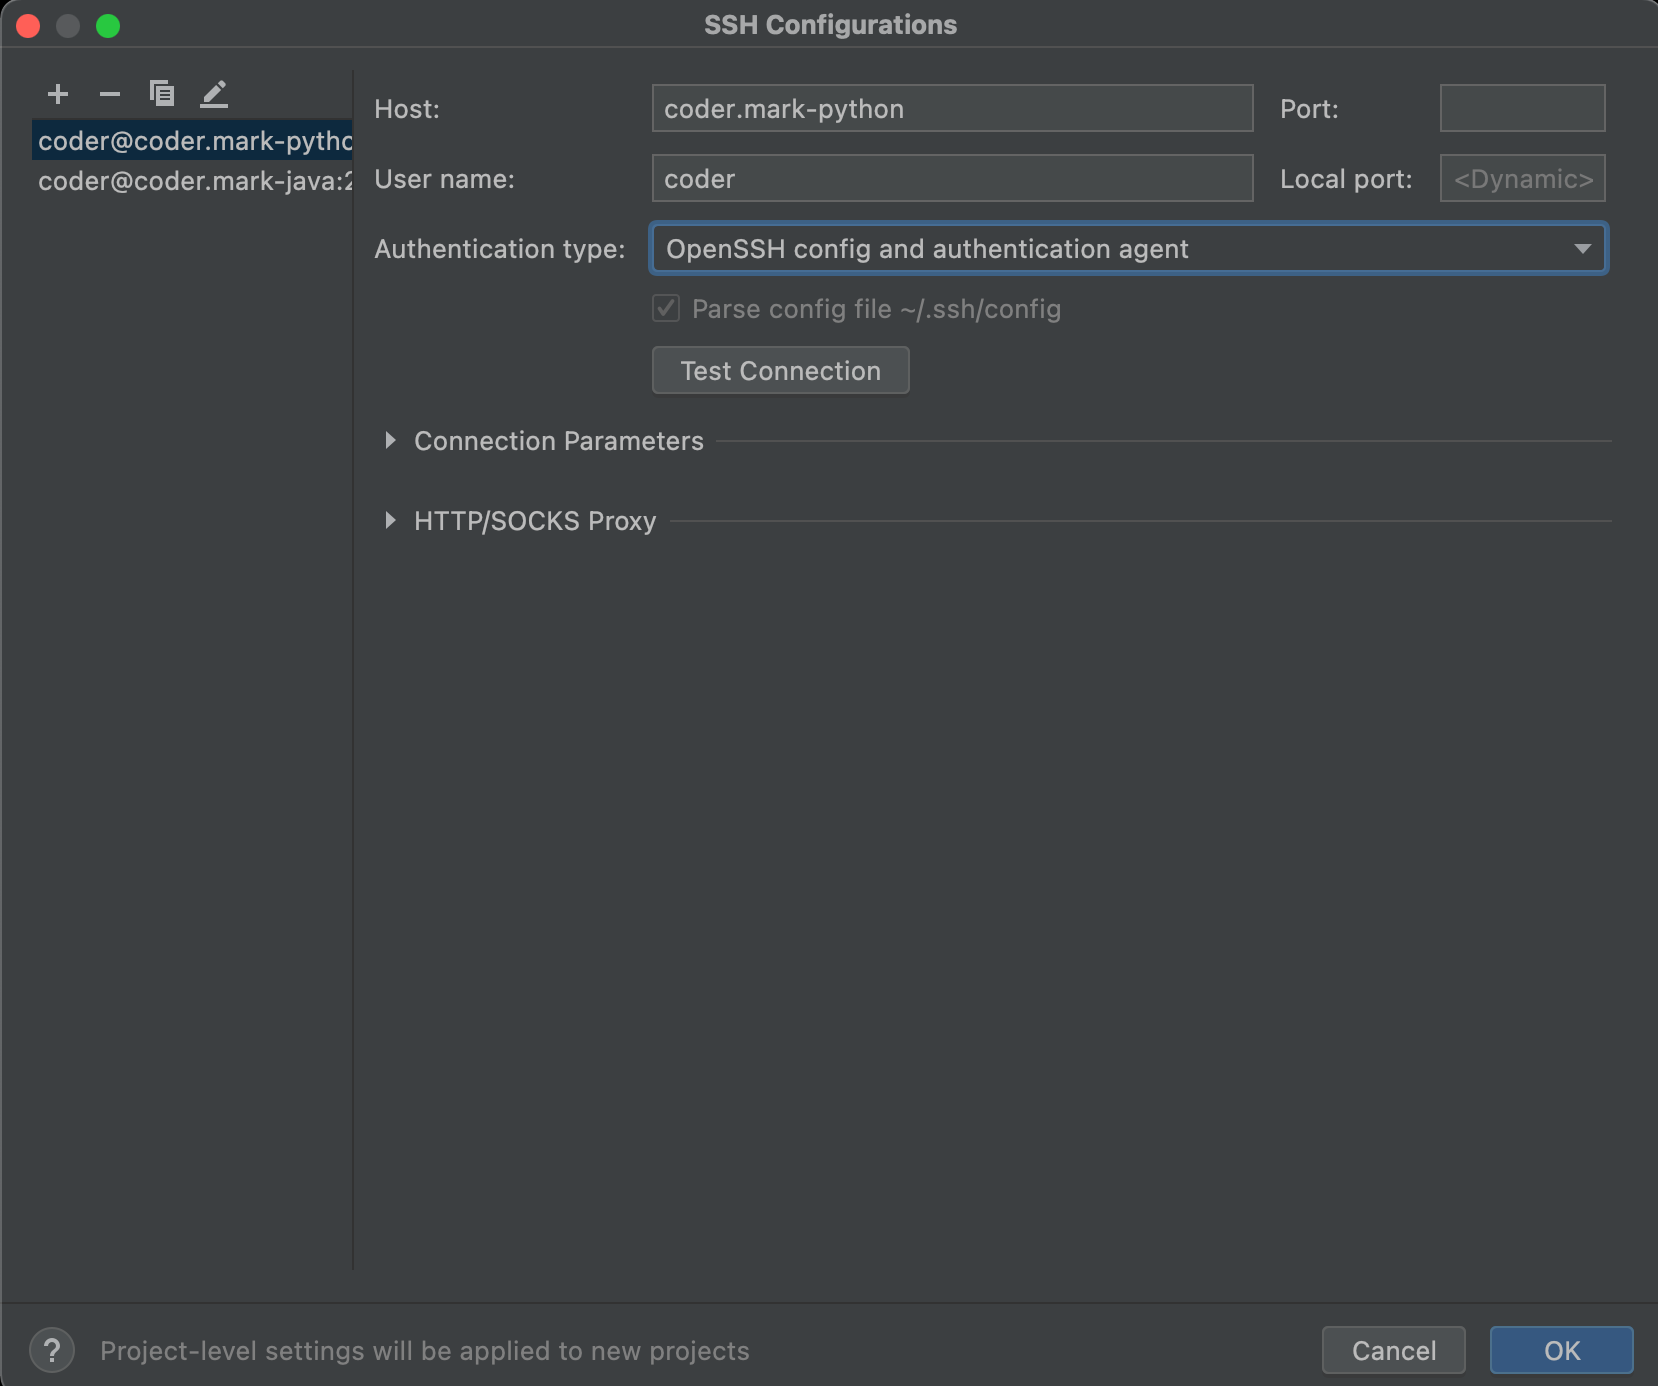 SSH Configurations
coder@coder.mark-pytho
coder@coder.mark-java:2
Host:
coder.mark-python
Port:
User name:
coder
Local port:
<Dynamic>
Authentication type:
OpenSSH config and authentication agent
Parse config file ~/.ssh/config
Test Connection
Connection Parameters
HTTP/SOCKS Proxy
?
Project-level settings will be applied to new projects
Cancel
OK